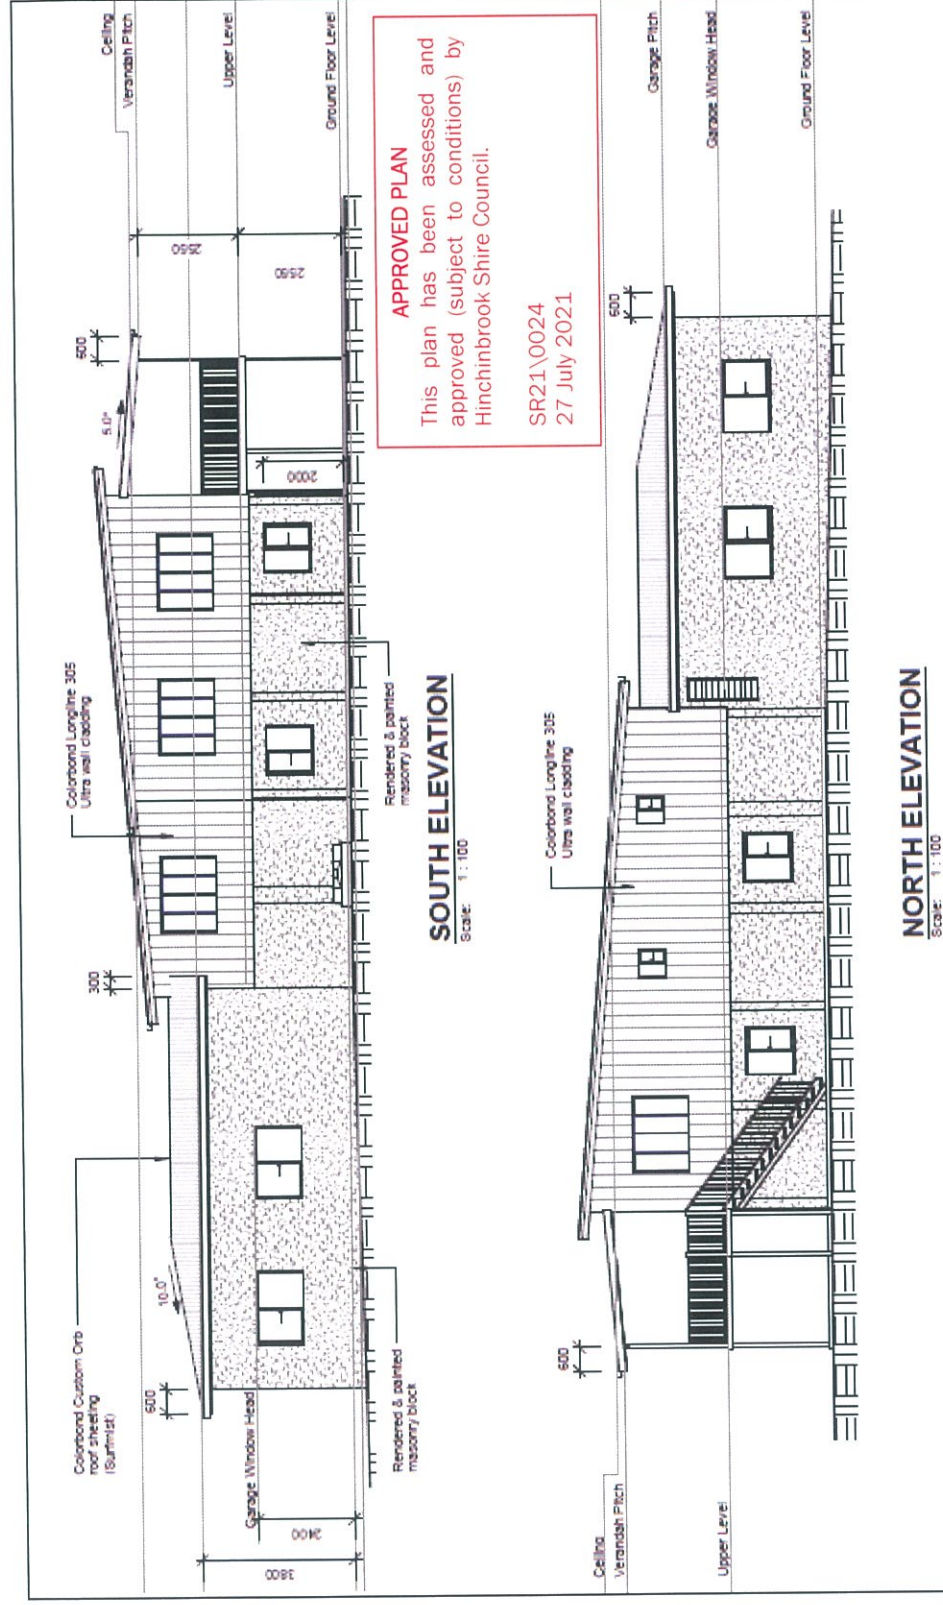 Ceiling
Verandah Pitch
Upper Level
Ground Floor Level
600
5.0°
2550
2550
2000
Colorbond Longline 305
Ultra wall cladding
300
Colorbond Custom Orb
roof sheeting
(Surfmist)
10.0°
600
Garage Window Head
2400
3800
Rendered & painted
masonry block
Rendered & painted
masonry block
SOUTH ELEVATION
Scale: 1 : 100
APPROVED PLAN
This plan has been assessed and
approved (subject to conditions) by
Hinchinbrook Shire Council.
SR21\0024
27 July 2021
Garage Pitch
Garage Window Head
Ground Floor Level
600
Colorbond Longline 305
Ultra wall cladding
600
Ceiling
Verandah Pitch
Upper Level
NORTH ELEVATION
Scale: 1 : 100